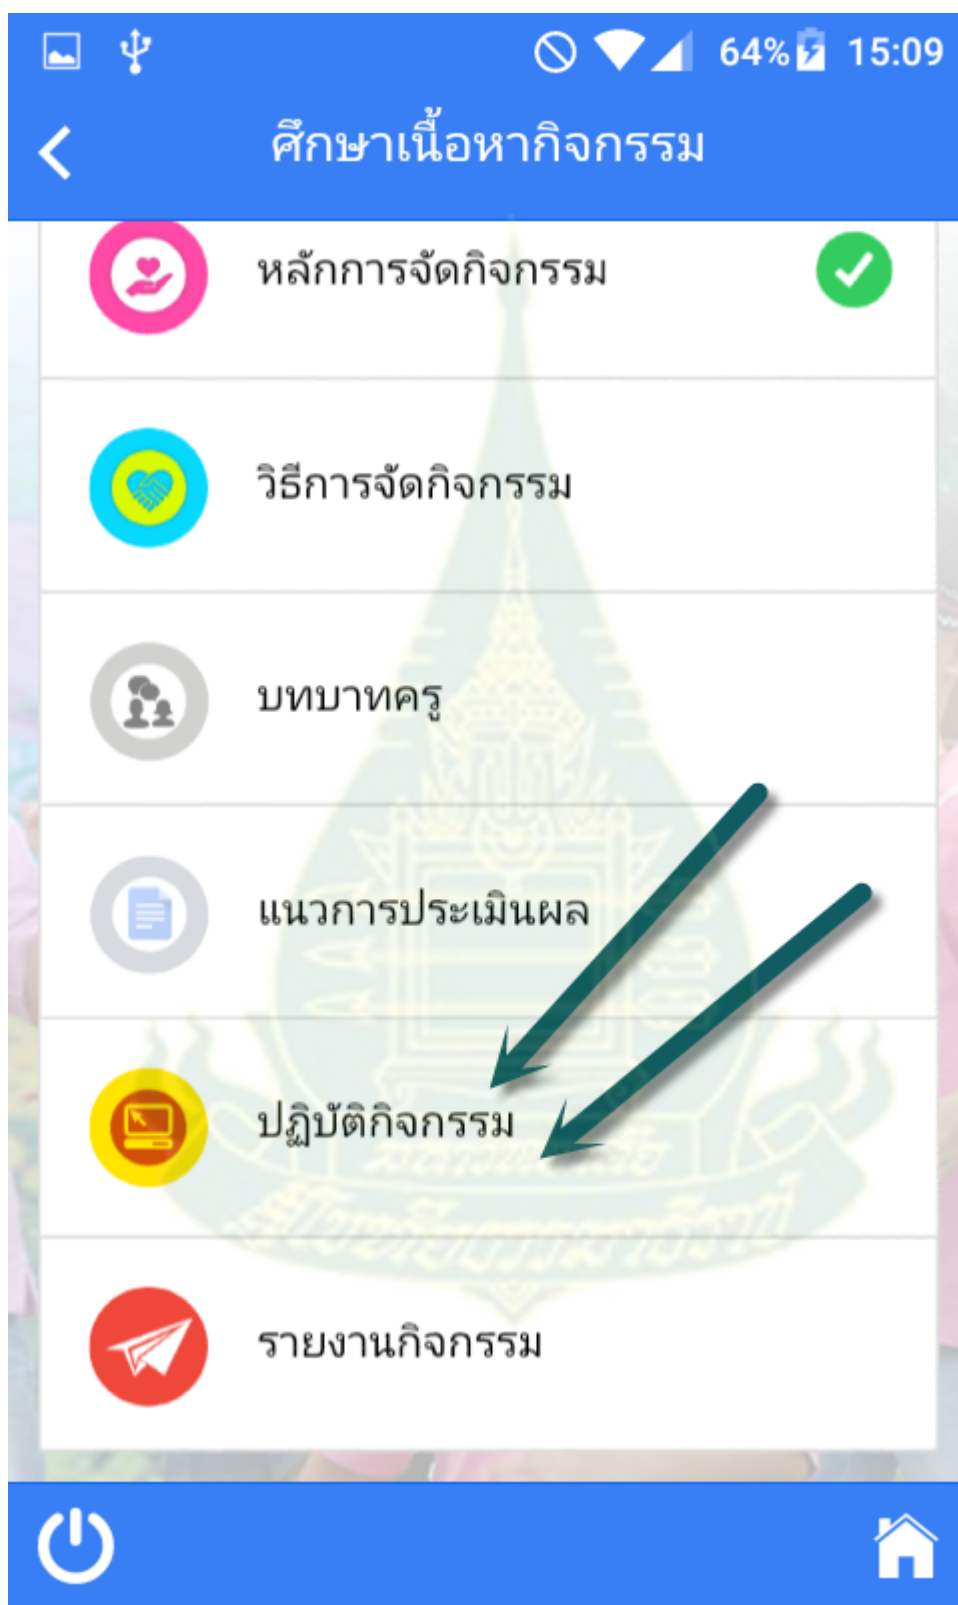 64% 15:09
ศึกษาเนื้อหากิจกรรม
หลักการจัดกิจกรรม
วิธีการจัดกิจกรรม
บทบาทครู
แนวการประเมินผล
ปฏิบัติกิจกรรม
รายงานกิจกรรม